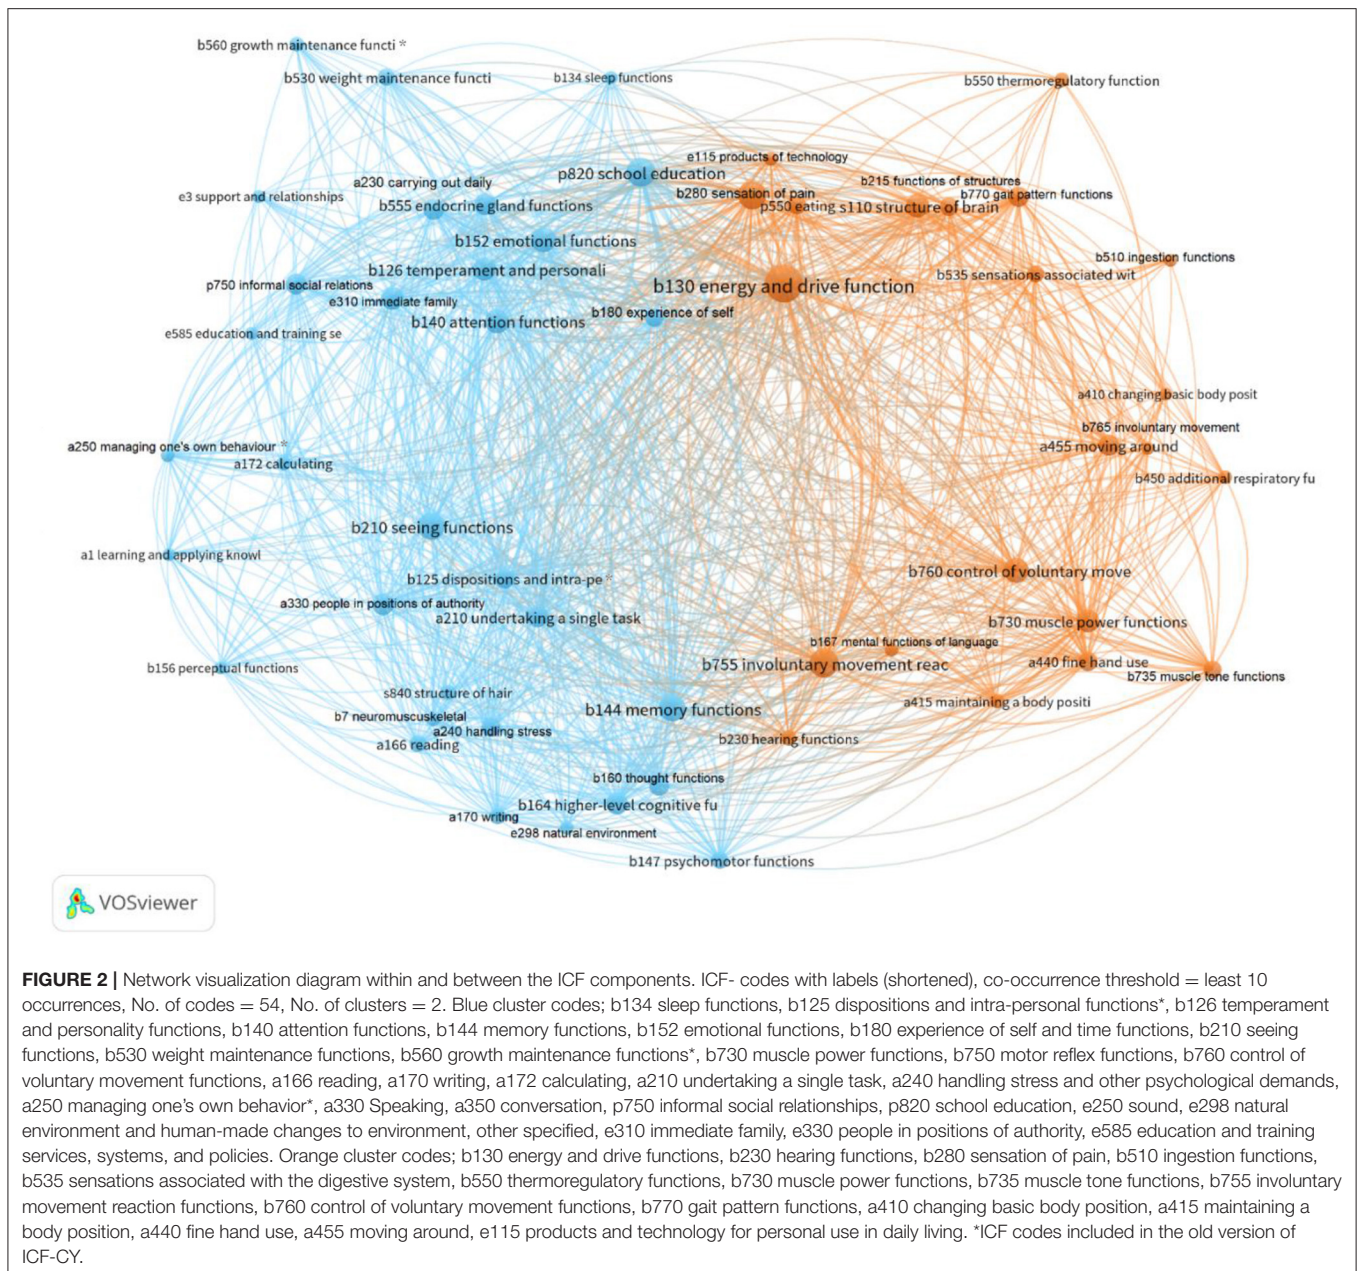 b560 growth maintenance functi *
b530 weight maintenance functi
b134 sleep functions
b550 thermoregulatory function
e115 products of technology
p820 school education
a230 carrying out daily
b280 sensation of pain
b215 functions of structures
b770 gait pattern functions
e3 support and relationships
b555 endocrine gland functions
p550 eating
s110 structure of brain
b152 emotional functions
b126 temperament and personali
b510 ingestion functions
b535 sensations associated wit
p750 informal social relations
b130 energy and drive function
e310 immediate family
b180 experience of self
b140 attention functions
e585 education and training se
a410 changing basic body posit
b765 involuntary movement
a250 managing one's own behaviour *
a455 moving around
a172 calculating
b450 additional respiratory fu
b210 seeing functions
a1 learning and applying knowl
b125 dispositions and intra-pe *
b760 control of voluntary move
a330 people in positions of authority
a210 undertaking a single task
b730 muscle power functions
b167 mental functions of language
b156 perceptual functions
b755 involuntary movement reac
a440 fine hand use
b735 muscle tone functions
s840 structure of hair
a415 maintaining a body positi
b7 neuromuscuskeletal
b144 memory functions
a240 handling stress
a166 reading
b230 hearing functions
b160 thought functions
b164 higher-level cognitive fu
a170 writing
e298 natural environment
b147 psychomotor functions
VOSviewer
FIGURE 2 | Network visualization diagram within and between the ICF components. ICF- codes with labels (shortened), co-occurrence threshold = least 10
occurrences, No. of codes = 54, No. of clusters = 2. Blue cluster codes; b134 sleep functions, b125 dispositions and intra-personal functions*, b126 temperament
and personality functions, b140 attention functions, b144 memory functions, b152 emotional functions, b180 experience of self and time functions, b210 seeing
functions, b530 weight maintenance functions, b560 growth maintenance functions*, b730 muscle power functions, b750 motor reflex functions, b760 control of
voluntary movement functions, a166 reading, a170 writing, a172 calculating, a210 undertaking a single task, a240 handling stress and other psychological demands,
a250 managing one's own behavior*, a330 Speaking, a350 conversation, p750 informal social relationships, p820 school education, e250 sound, e298 natural
environment and human-made changes to environment, other specified, e310 immediate family, e330 people in positions of authority, e585 education and training
services, systems, and policies. Orange cluster codes; b130 energy and drive functions, b230 hearing functions, b280 sensation of pain, b510 ingestion functions,
b535 sensations associated with the digestive system, b550 thermoregulatory functions, b730 muscle power functions, b735 muscle tone functions, b755 involuntary
movement reaction functions, b760 control of voluntary movement functions, b770 gait pattern functions, a410 changing basic body position, a415 maintaining a
body position, a440 fine hand use, a455 moving around, e115 products and technology for personal use in daily living. *ICF codes included in the old version of
ICF-CY.